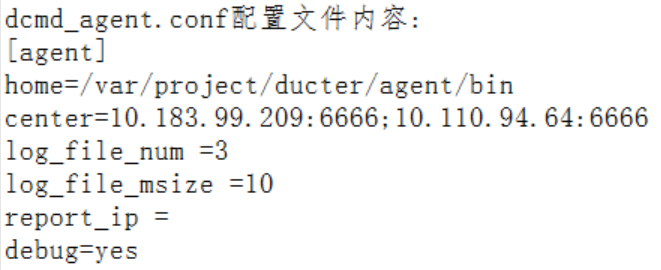 dcmd_agent.conf配置文件内容:
[agent]
home=/var/project/ducter/agent/bin
center=10.183.99.209:6666;10.110.94.64:6666
log_file_num =3
log_file_msize =10
report_ip =
debug=yes